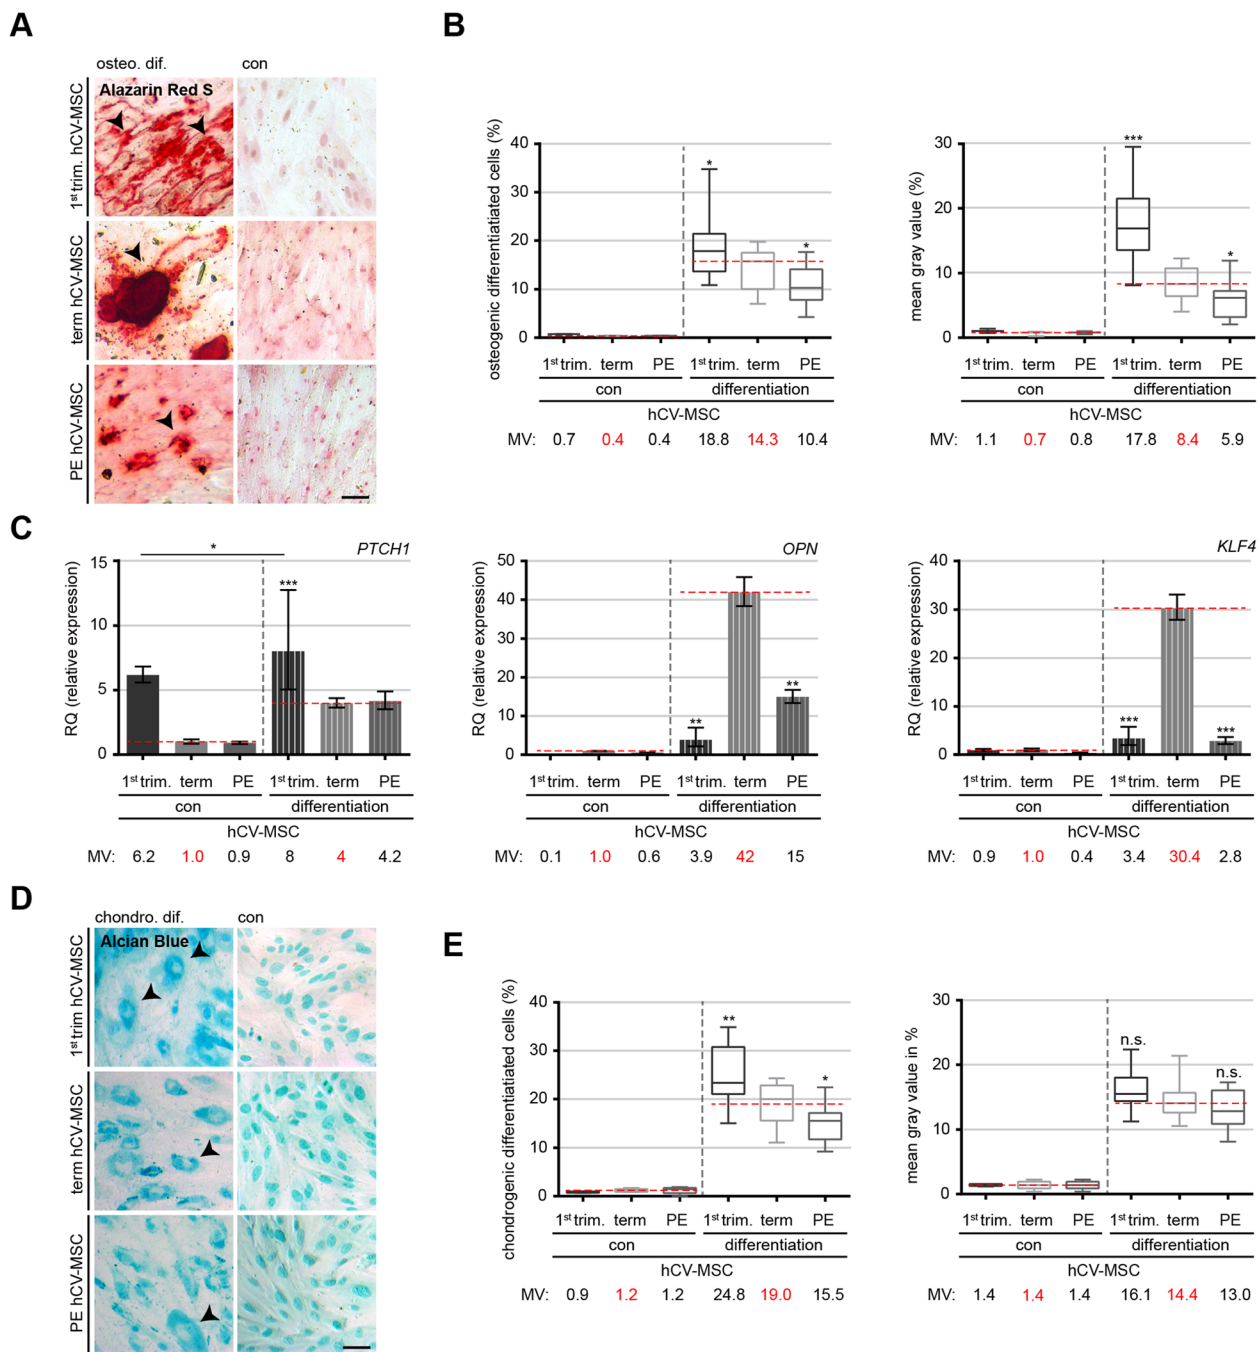 A
osteo. dif. con
Alazarin Red S
1st trim. hCV-MSC
term hCV-MSC
PE hCV-MSC
B
osteogenic differentiatiated cells (%)
40
30
20
10
0
*
*
1st trim. term PE 1st trim. term PE
con differentiation
hCV-MSC
MV: 0.7 0.4 0.4 18.8 14.3 10.4
mean gray value (%)
30
20
10
0
***
*
1st trim. term PE 1st trim. term PE
con differentiation
hCV-MSC
MV: 1.1 0.7 0.8 17.8 8.4 5.9
C
PTCH1
RQ (relative expression)
15
10
5
0
*
***
1st trim. term PE 1st trim. term PE
con differentiation
hCV-MSC
MV: 6.2 1.0 0.9 8 4 4.2
OPN
RQ (relative expression)
50
40
30
20
10
0
**
**
1st trim. term PE 1st trim. term PE
con differentiation
hCV-MSC
MV: 0.1 1.0 0.6 3.9 42 15
KLF4
RQ (relative expression)
40
30
20
10
0
***
***
1st trim. term PE 1st trim. term PE
con differentiation
hCV-MSC
MV: 0.9 1.0 0.4 3.4 30.4 2.8
D
chondro. dif. con
Alcian Blue
1st trim hCV-MSC
term hCV-MSC
PE hCV-MSC
E
chondrogenic differentiatiated cells (%)
40
30
20
10
0
**
*
1st trim. term PE 1st trim. term PE
con differentiation
hCV-MSC
MV: 0.9 1.2 1.2 24.8 19.0 15.5
mean gray value in %
30
20
10
0
n.s.
n.s.
1st trim. term PE 1st trim. term PE
con differentiation
hCV-MSC
MV: 1.4 1.4 1.4 16.1 14.4 13.0